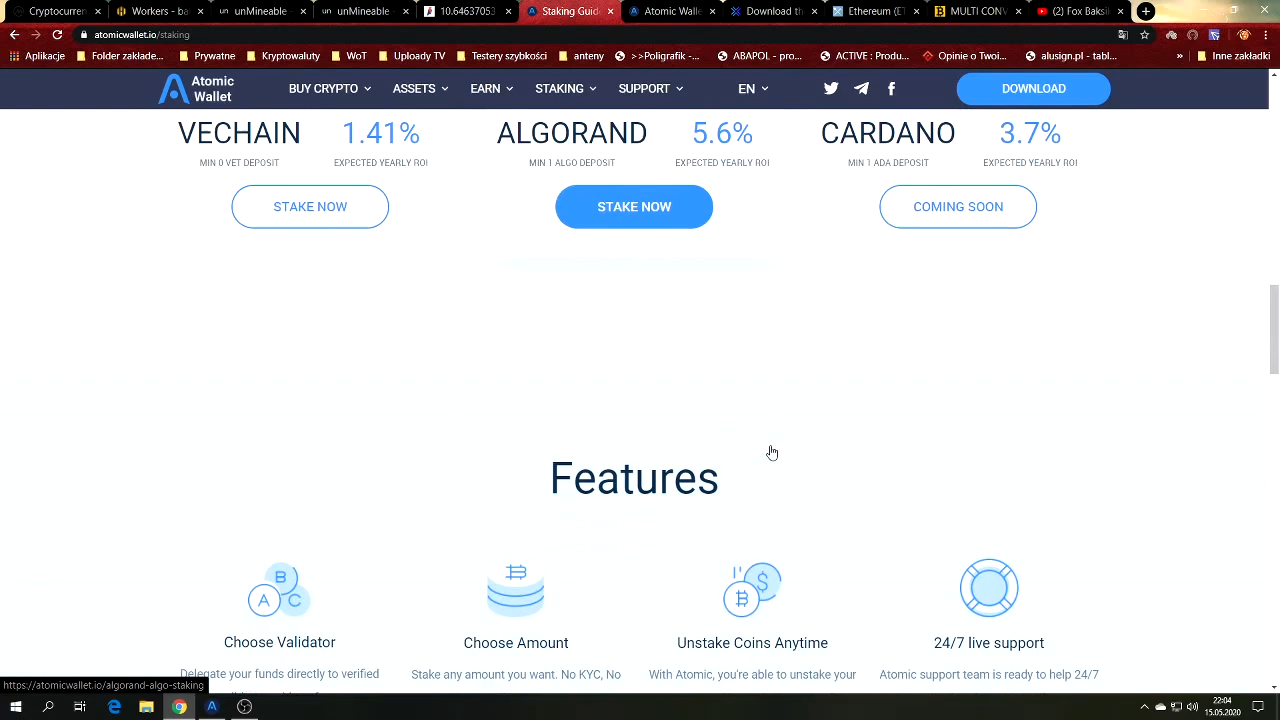 Cryptocurren
Workers - ba
unMineable -
unMineable -
10.64637053
Staking Guid
Atomic Walle
Download th
Ethereum (ET
MULTI CONV
(2) Fox Baksii
atomicwallet.io/staking
Aplikacje
Folder zakłade...
Prywatne
Kryptowaluty
WoT
Uploady TV
Testery szybkości
anteny
>>Poligrafik -...
ABAPOL - pro...
ACTIVE : Produ...
Opinie o Twoi...
alusign.pl - tabl...
»
Inne zakładki
Atomic
Wallet
BUY CRYPTO
ASSETS
EARN
STAKING
SUPPORT
EN
DOWNLOAD
VECHAIN 1.41%
MIN 0 VET DEPOSIT EXPECTED YEARLY ROI
STAKE NOW
ALGORAND 5.6%
MIN 1 ALGO DEPOSIT EXPECTED YEARLY ROI
STAKE NOW
CARDANO 3.7%
MIN 1 ADA DEPOSIT EXPECTED YEARLY ROI
COMING SOON
Features
Choose Validator
Delegate your funds directly to verified
Choose Amount
Stake any amount you want. No KYC, No
Unstake Coins Anytime
With Atomic, you're able to unstake your
24/7 live support
Atomic support team is ready to help 24/7
https://atomicwallet.io/algorand-algo-staking
22:04
15.05.2020